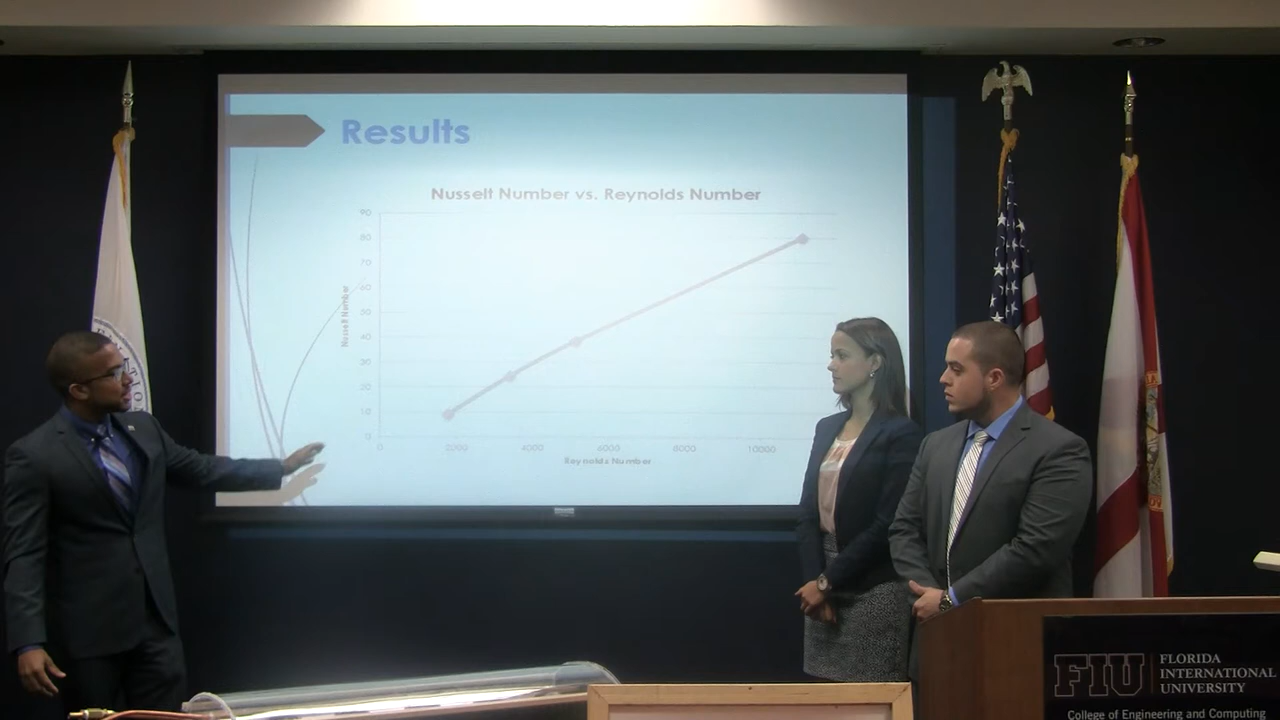 Results
Nusselt Number vs. Reynolds Number
90
80
70
60
50
40
30
20
10
0
Nusselt Number
0 2000 4000 6000 8000 10000
Reynolds Number
FIU
FLORIDA
INTERNATIONAL
UNIVERSITY
College of Engineering and Computing